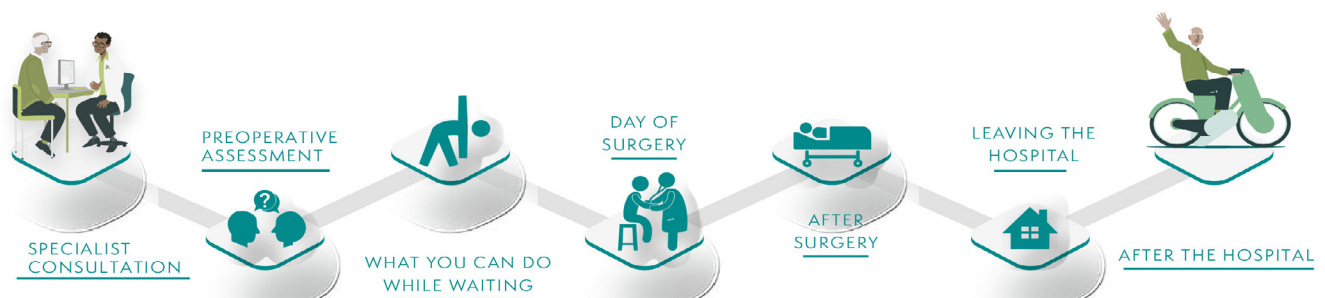 SPECIALIST
CONSULTATION
PREOPERATIVE
ASSESSMENT
?
WHAT YOU CAN DO
WHILE WAITING
DAY OF
SURGERY
AFTER
SURGERY
LEAVING THE
HOSPITAL
AFTER THE HOSPITAL